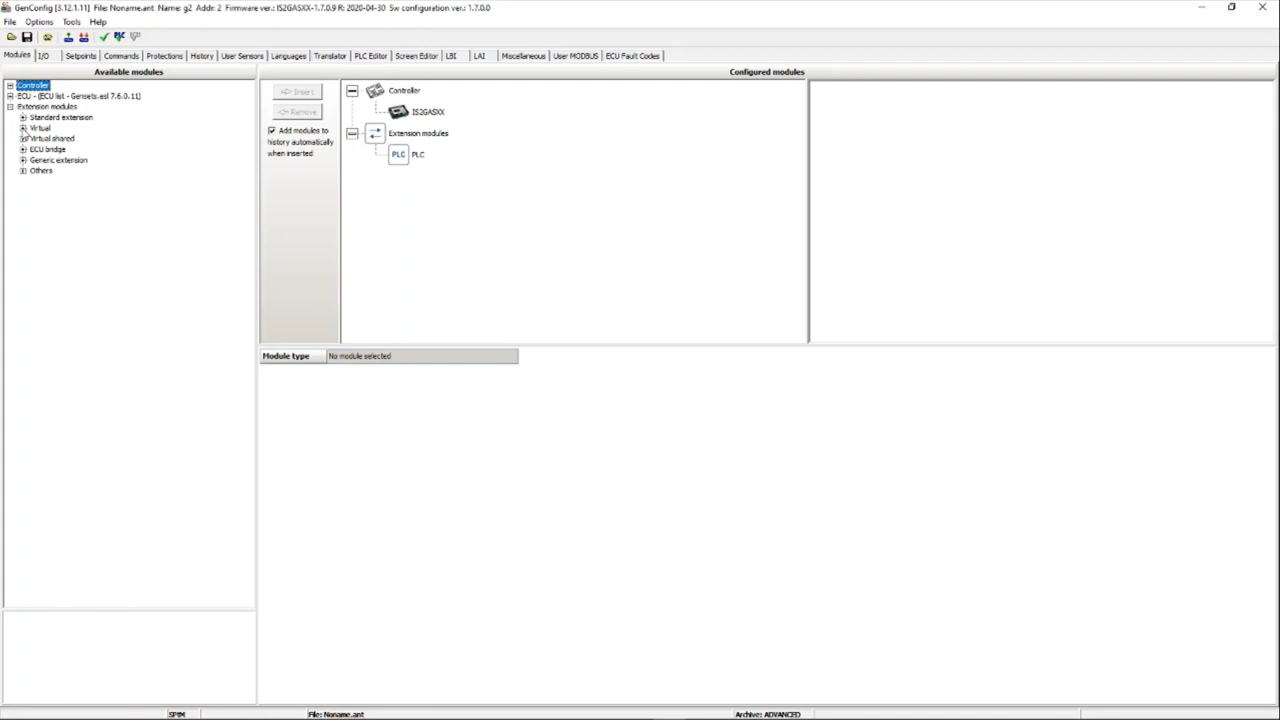 GenConfig [3.12.1.11] File: Noname.ant Name: g2 Addr: 2 Firmware ver.: IS2GASXX-1.7.0.9 R: 2020-04-30 Sw configuration ver.: 1.7.0.0
File Options Tools Help
PLC
Modules I/O Setpoints Commands Protections History User Sensors Languages Translator PLC Editor Screen Editor LBI LAI Miscellaneous User MODBUS ECU Fault Codes
Available modules
Configured modules
Controller
ECU - (ECU list - Gensets.esl 7.6.0.11)
Extension modules
Standard extension
Virtual
Virtual shared
ECU bridge
Generic extension
Others
Insert
Remove
Add modules to
history automatically
when inserted
Controller
IS2GASXX
Extension modules
PLC PLC
Module type No module selected
SPtM File: Noname.ant Archive: ADVANCED